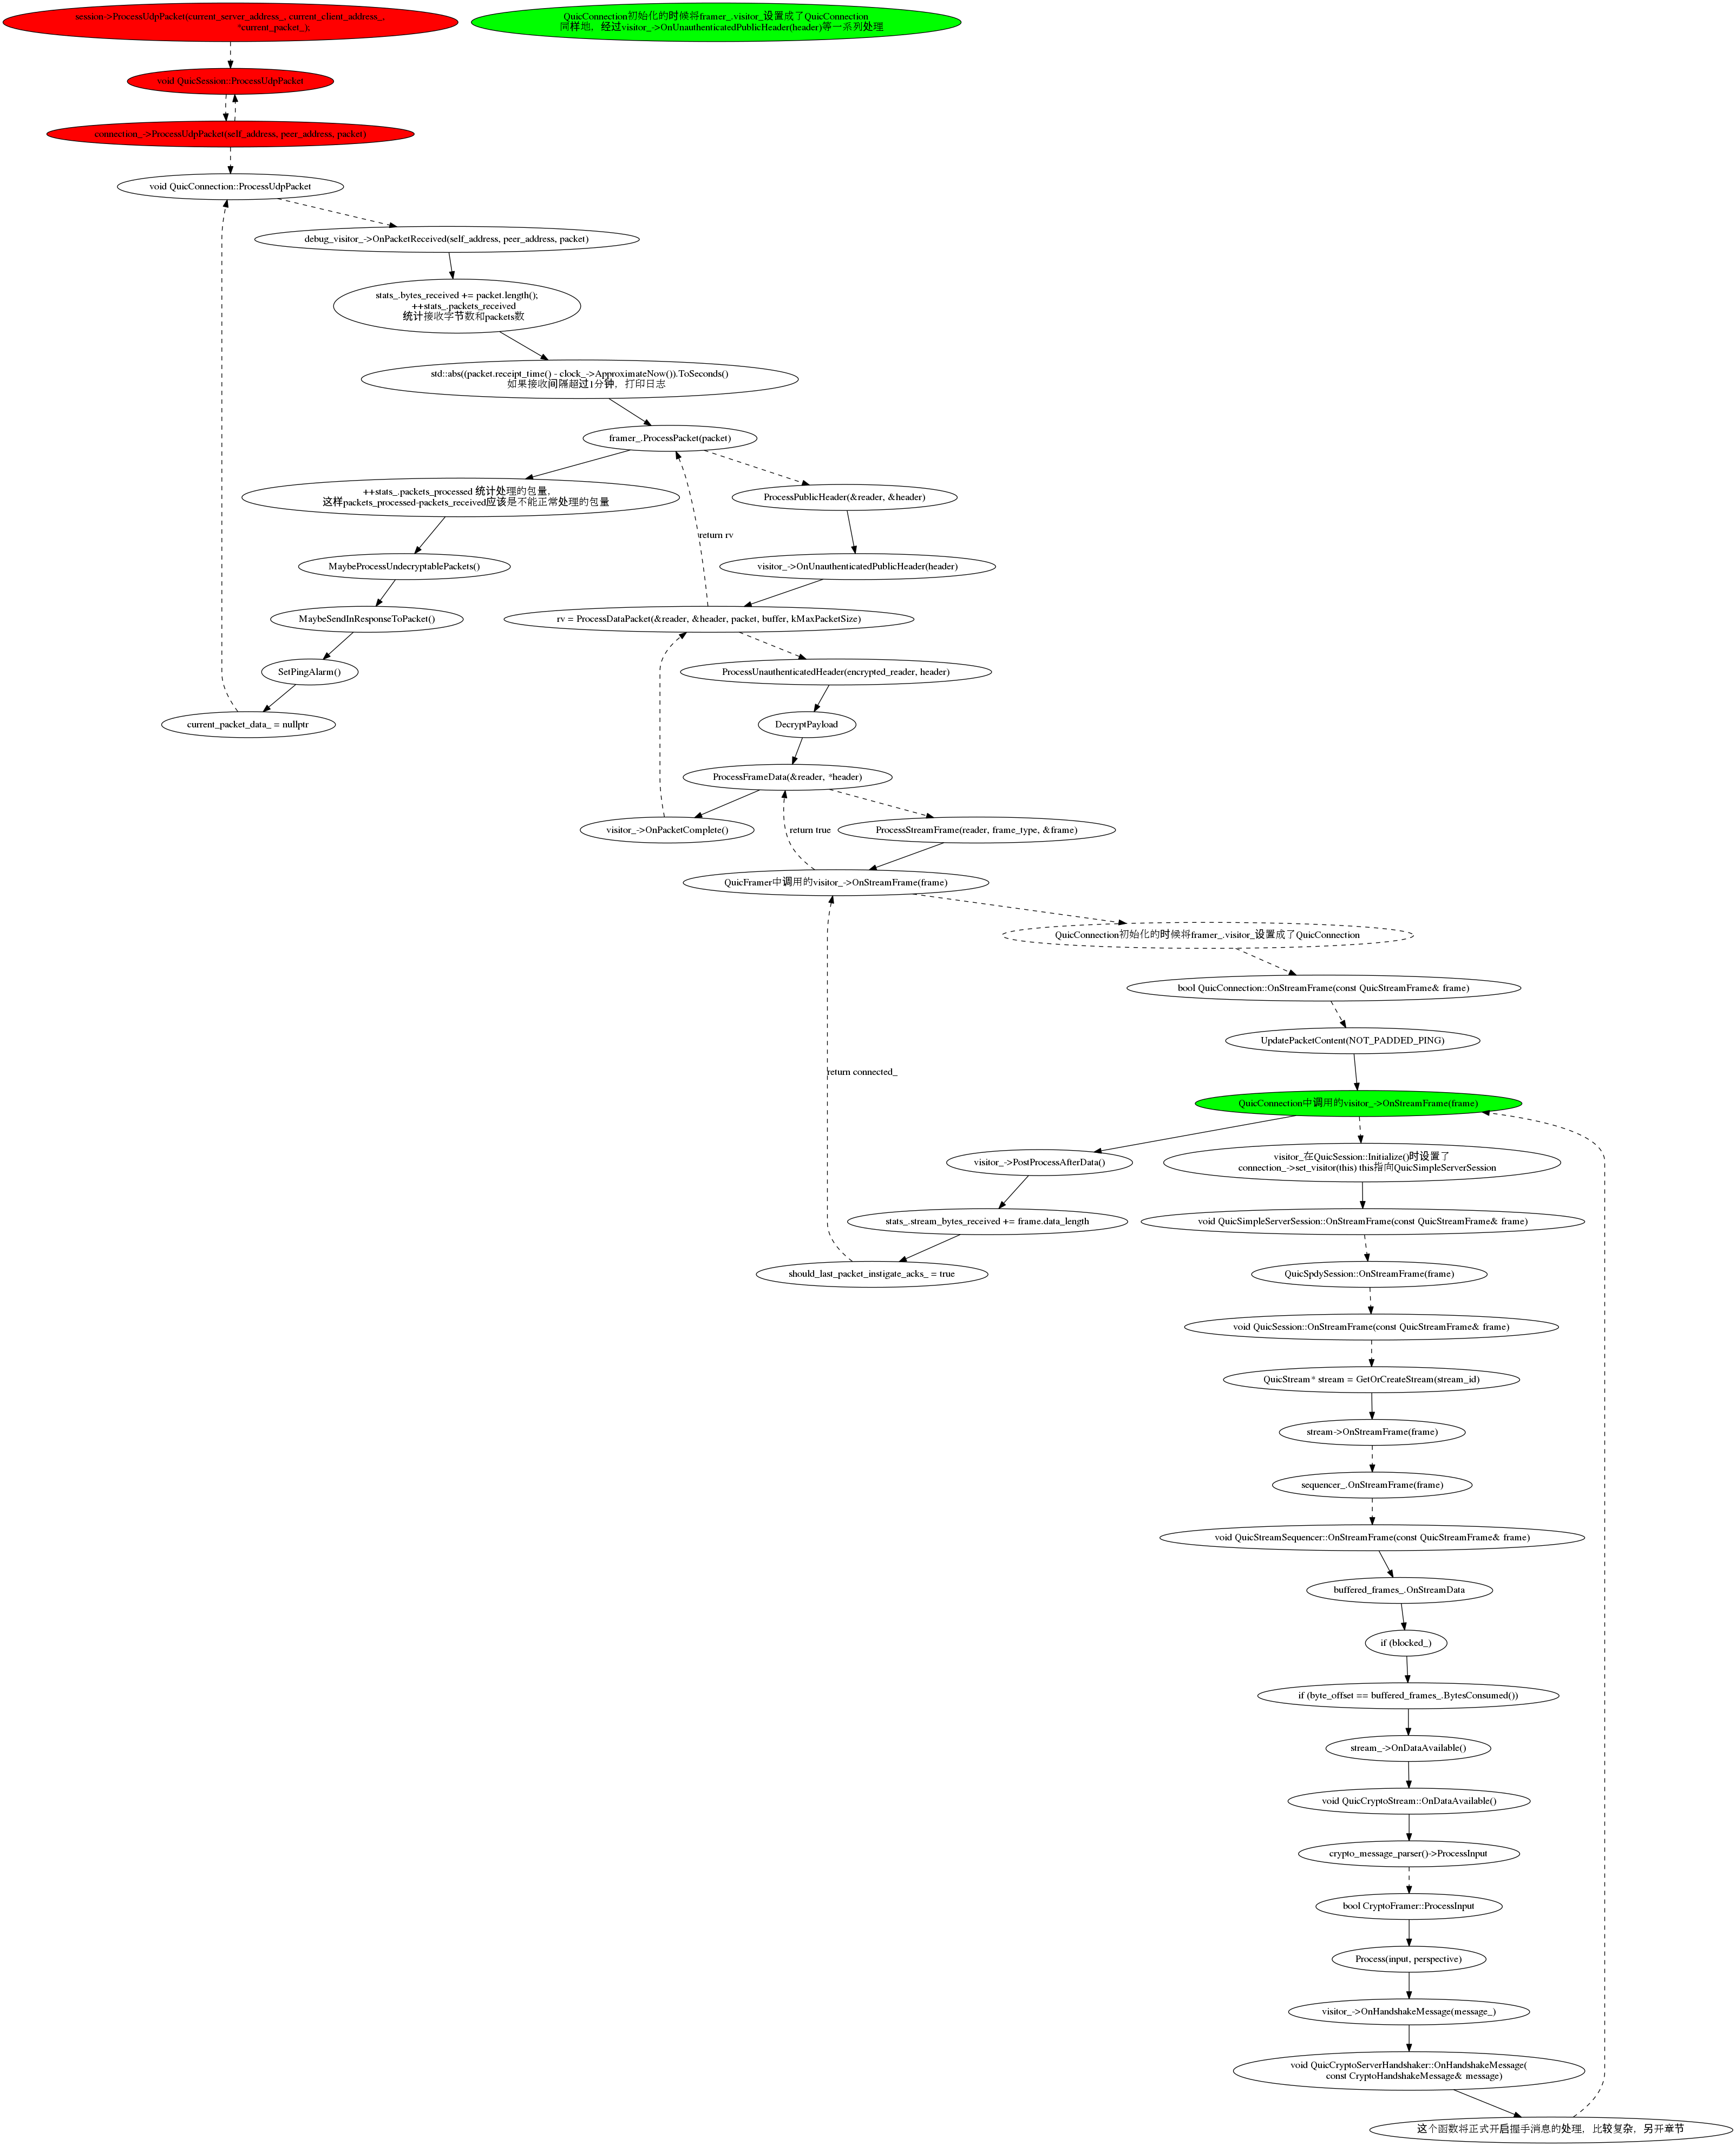 session->ProcessUdpPacket(current_server_address_, current_client_address_,
*current_packet_);
QuicConnection初始化的时候将framer_.visitor_设置成了QuicConnection
同样地，经过visitor_->OnUnauthenticatedPublicHeader(header)等一系列处理
void QuicSession::ProcessUdpPacket
connection_->ProcessUdpPacket(self_address, peer_address, packet)
void QuicConnection::ProcessUdpPacket
debug_visitor_->OnPacketReceived(self_address, peer_address, packet)
stats_.bytes_received += packet.length();
++stats_.packets_received
统计接收字节数和packets数
std::abs((packet.receipt_time() - clock_->ApproximateNow()).ToSeconds()
如果接收间隔超过1分钟，打印日志
framer_.ProcessPacket(packet)
++stats_.packets_processed 统计处理的包量，
这样packets_processed-packets_received应该是不能正常处理的包量
ProcessPublicHeader(&reader, &header)
return rv
MaybeProcessUndecryptablePackets()
visitor_->OnUnauthenticatedPublicHeader(header)
MaybeSendInResponseToPacket()
rv = ProcessDataPacket(&reader, &header, packet, buffer, kMaxPacketSize)
SetPingAlarm()
ProcessUnauthenticatedHeader(encrypted_reader, header)
current_packet_data_ = nullptr
DecryptPayload
ProcessFrameData(&reader, *header)
visitor_->OnPacketComplete()
return true
ProcessStreamFrame(reader, frame_type, &frame)
QuicFramer中调用的visitor_->OnStreamFrame(frame)
QuicConnection初始化的时候将framer_.visitor_设置成了QuicConnection
bool QuicConnection::OnStreamFrame(const QuicStreamFrame& frame)
UpdatePacketContent(NOT_PADDED_PING)
return connected_
QuicConnection中调用的visitor_->OnStreamFrame(frame)
visitor_->PostProcessAfterData()
visitor_在QuicSession::Initialize()时设置了
connection_->set_visitor(this) this指向QuicSimpleServerSession
stats_.stream_bytes_received += frame.data_length
void QuicSimpleServerSession::OnStreamFrame(const QuicStreamFrame& frame)
should_last_packet_instigate_acks_ = true
QuicSpdySession::OnStreamFrame(frame)
void QuicSession::OnStreamFrame(const QuicStreamFrame& frame)
QuicStream* stream = GetOrCreateStream(stream_id)
stream->OnStreamFrame(frame)
sequencer_.OnStreamFrame(frame)
void QuicStreamSequencer::OnStreamFrame(const QuicStreamFrame& frame)
buffered_frames_.OnStreamData
if (blocked_)
if (byte_offset == buffered_frames_.BytesConsumed())
stream_->OnDataAvailable()
void QuicCryptoStream::OnDataAvailable()
crypto_message_parser()->ProcessInput
bool CryptoFramer::ProcessInput
Process(input, perspective)
visitor_->OnHandshakeMessage(message_)
void QuicCryptoServerHandshaker::OnHandshakeMessage(
const CryptoHandshakeMessage& message)
这个函数将正式开启握手消息的处理，比较复杂，另开章节